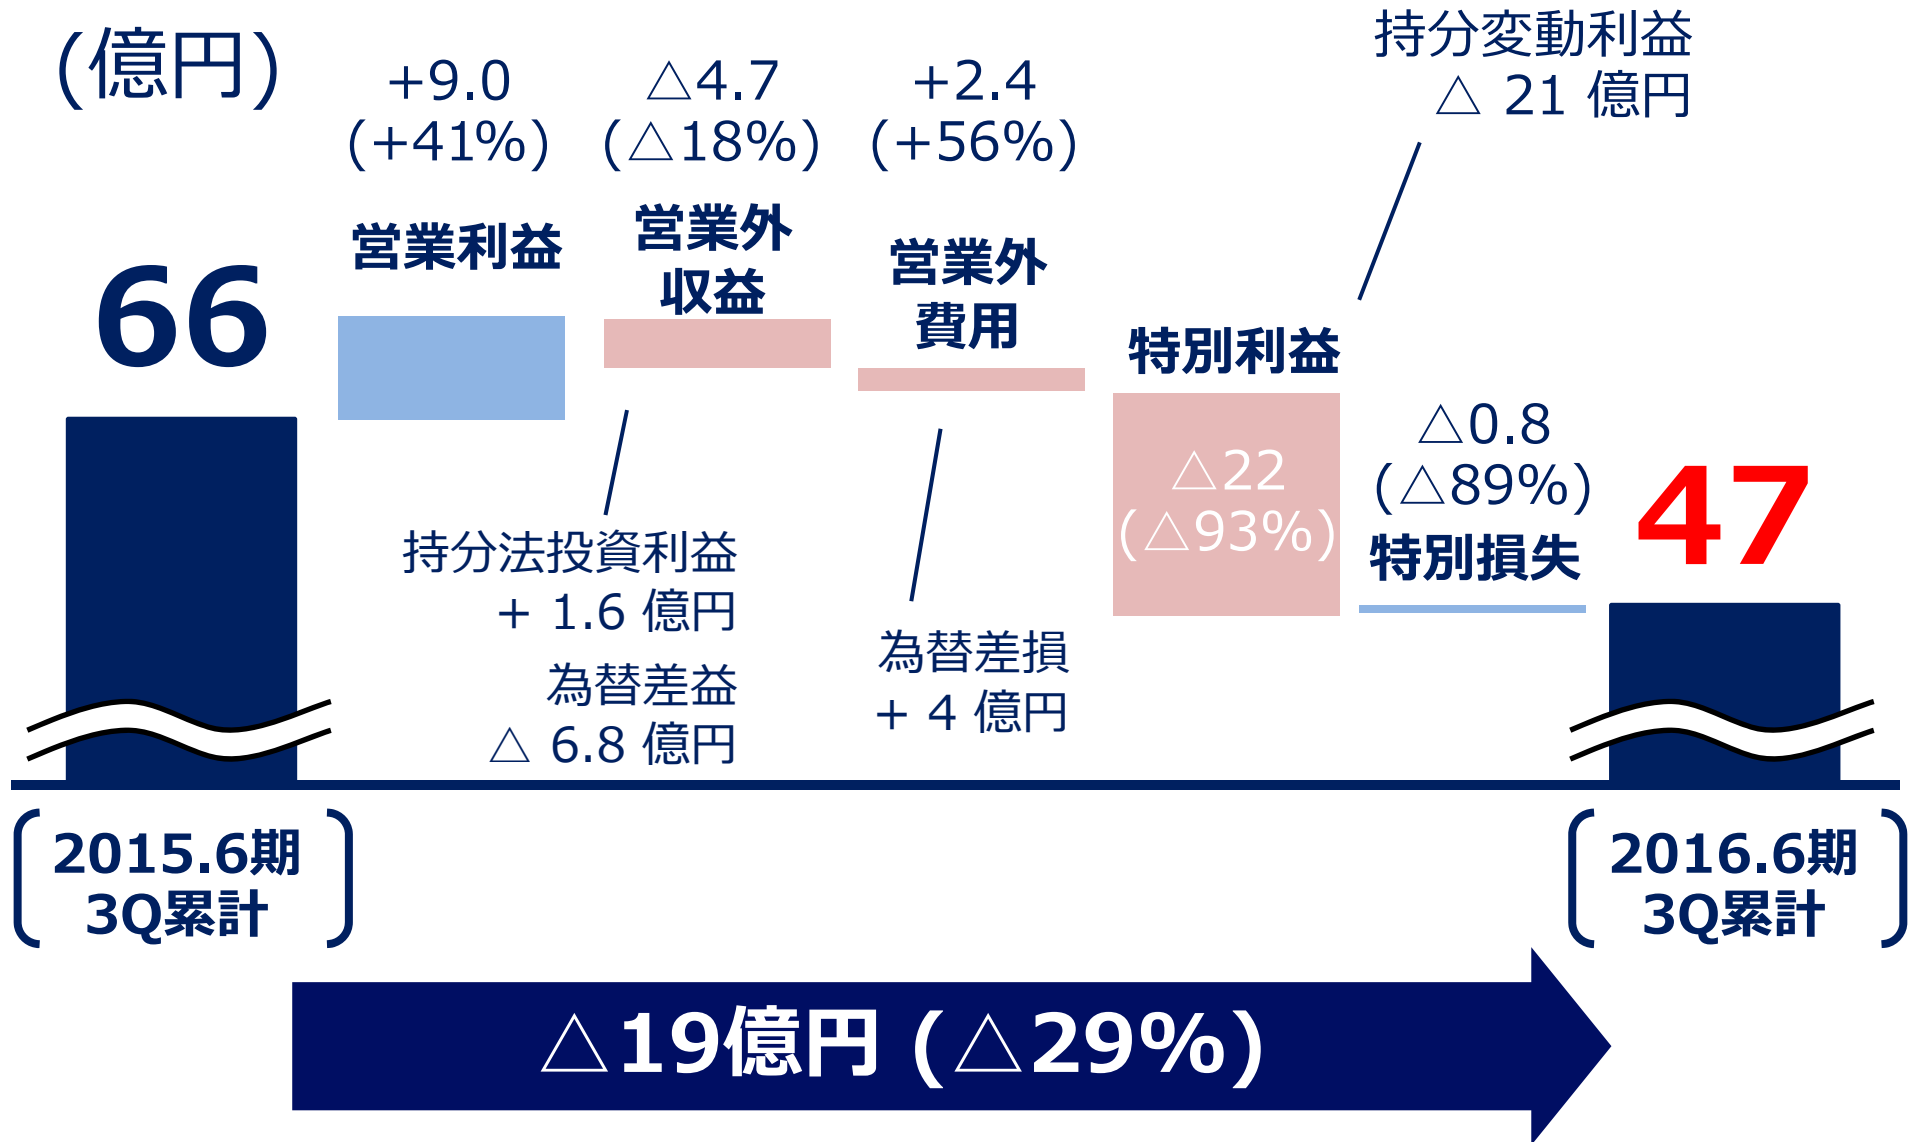 (億円)
+9.0
(+41%)
営業利益
△4.7
(△18%)
営業外
収益
+2.4
(+56%)
営業外
費用
持分変動利益
△ 21 億円
66
特別利益
△22
(△93%)
△0.8
(△89%)
特別損失
47
持分法投資利益
+ 1.6 億円
為替差益
△ 6.8 億円
為替差損
+ 4 億円
2015.6期
3Q累計
2016.6期
3Q累計
△19億円 (△29%)